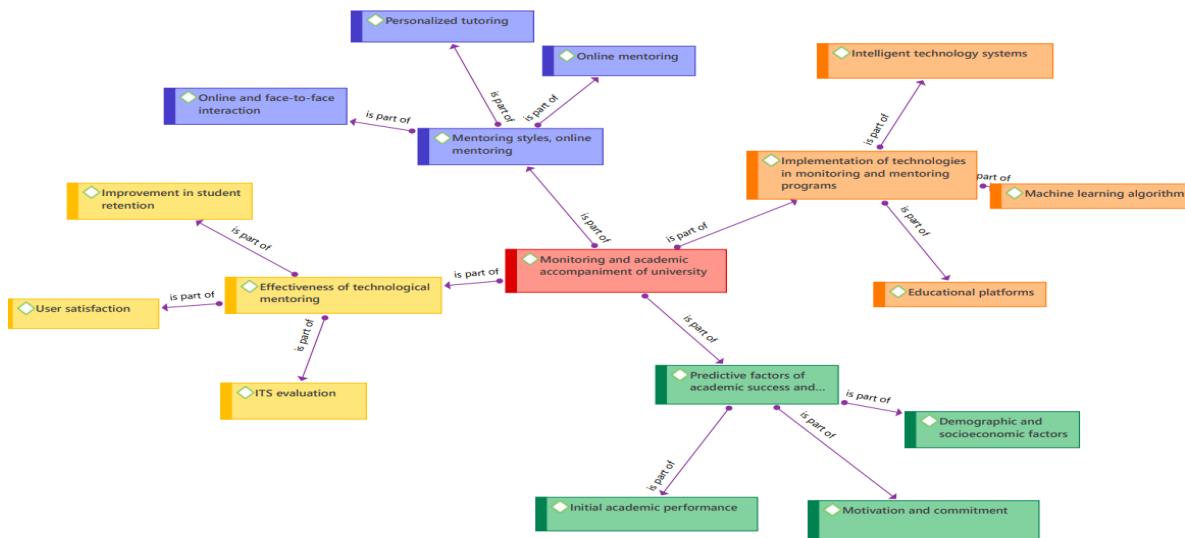 Personalized tutoring
Online mentoring
Intelligent technology systems
is part of
is part of
Online and face-to-face
interaction
is part of
is part of
Mentoring styles, online
mentoring
Implementation of technologies
in monitoring and mentoring
programs
part of
Machine learning algorithm
Improvement in student
retention
is part of
is part of
is part of
is part of
Monitoring and academic
accompaniment of university
is part of
Effectiveness of technological
mentoring
Educational platforms
is part of
User satisfaction
is part of
is part of
Predictive factors of
academic success and...
ITS evaluation
is part of
Demographic and
socioeconomic factors
is part of
is part of
Initial academic performance
Motivation and commitment